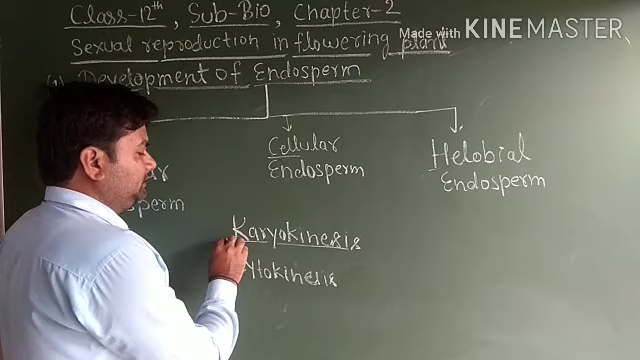 Class-12th, Sub-Bio, Chapter-2
Made with KINEMASTER
Sexual reproduction in flowering plant
Development of Endosperm
Cellular
Endosperm
Helobial
Endosperm
Karyokinesis